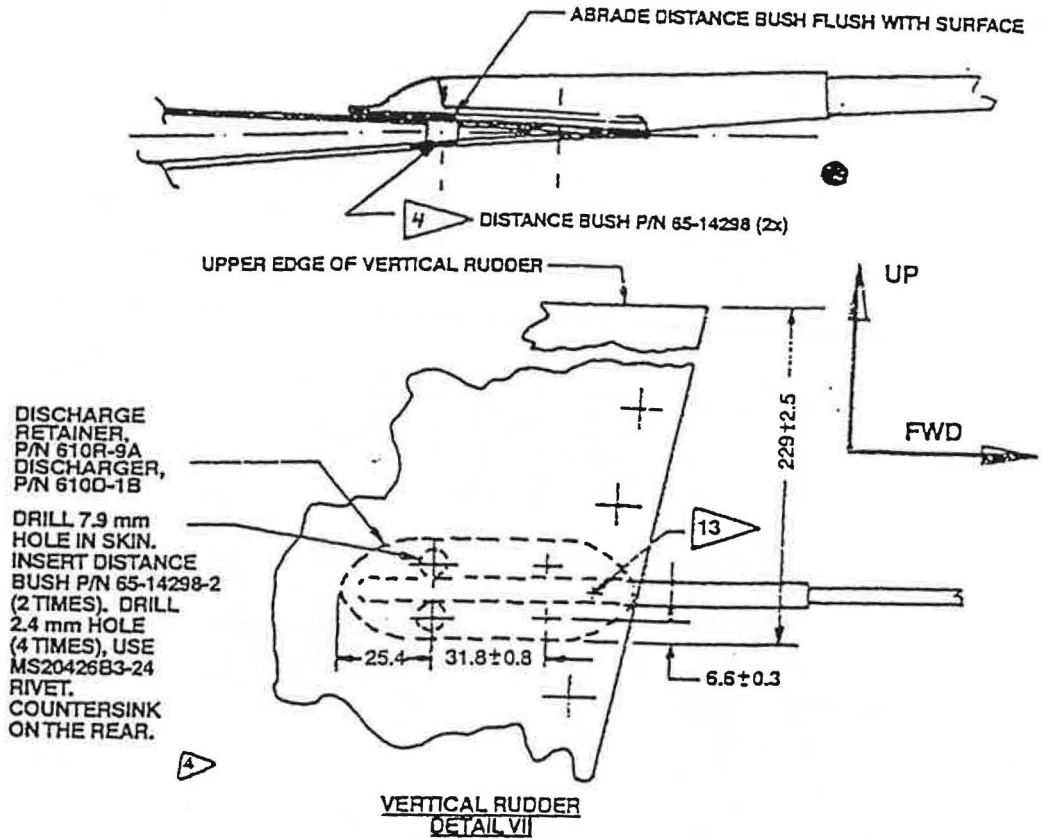 ABRADE DISTANCE BUSH FLUSH WITH SURFACE
4
DISTANCE BUSH P/N 65-14298 (2x)
UPPER EDGE OF VERTICAL RUDDER
UP
FWD
229±2.5
DISCHARGE
RETAINER,
P/N 610R-9A
DISCHARGER,
P/N 610D-1B
DRILL 7.9 mm
HOLE IN SKIN.
INSERT DISTANCE
BUSH P/N 65-14298-2
(2 TIMES). DRILL
2.4 mm HOLE
(4 TIMES), USE
MS20426B3-24
RIVET.
COUNTERSINK
ON THE REAR.
13
25.4
31.8±0.8
6.6±0.3
4
VERTICAL RUDDER
DETAIL VII